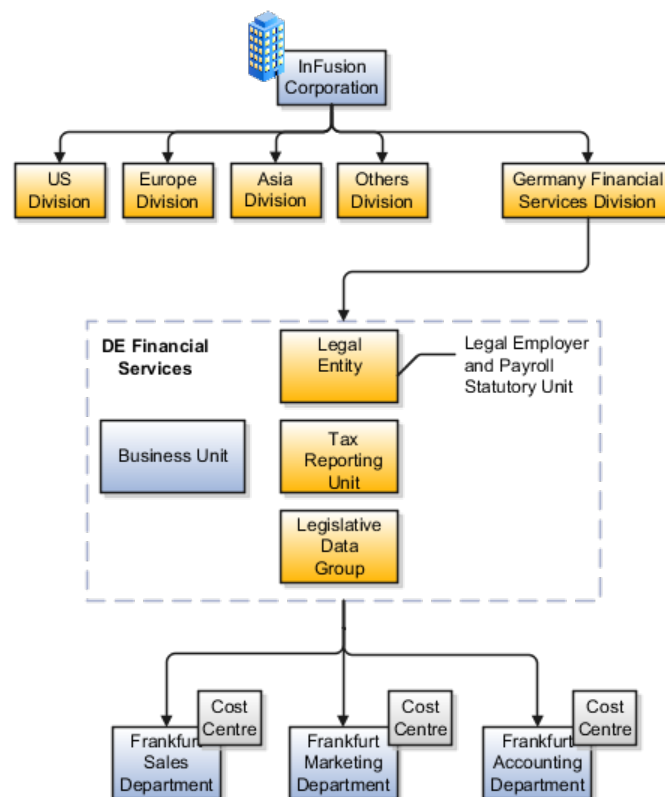 InFusion
Corporation
US
Division
Europe
Division
Asia
Division
Others
Division
Germany Financial
Services Division
DE Financial
Services
Legal
Entity
Legal Employer
and Payroll
Statutory Unit
Business Unit
Tax
Reporting
Unit
Legislative
Data
Group
Cost
Centre
Frankfurt
Sales
Department
Cost
Centre
Frankfurt
Marketing
Department
Cost
Centre
Frankfurt
Accounting
Department